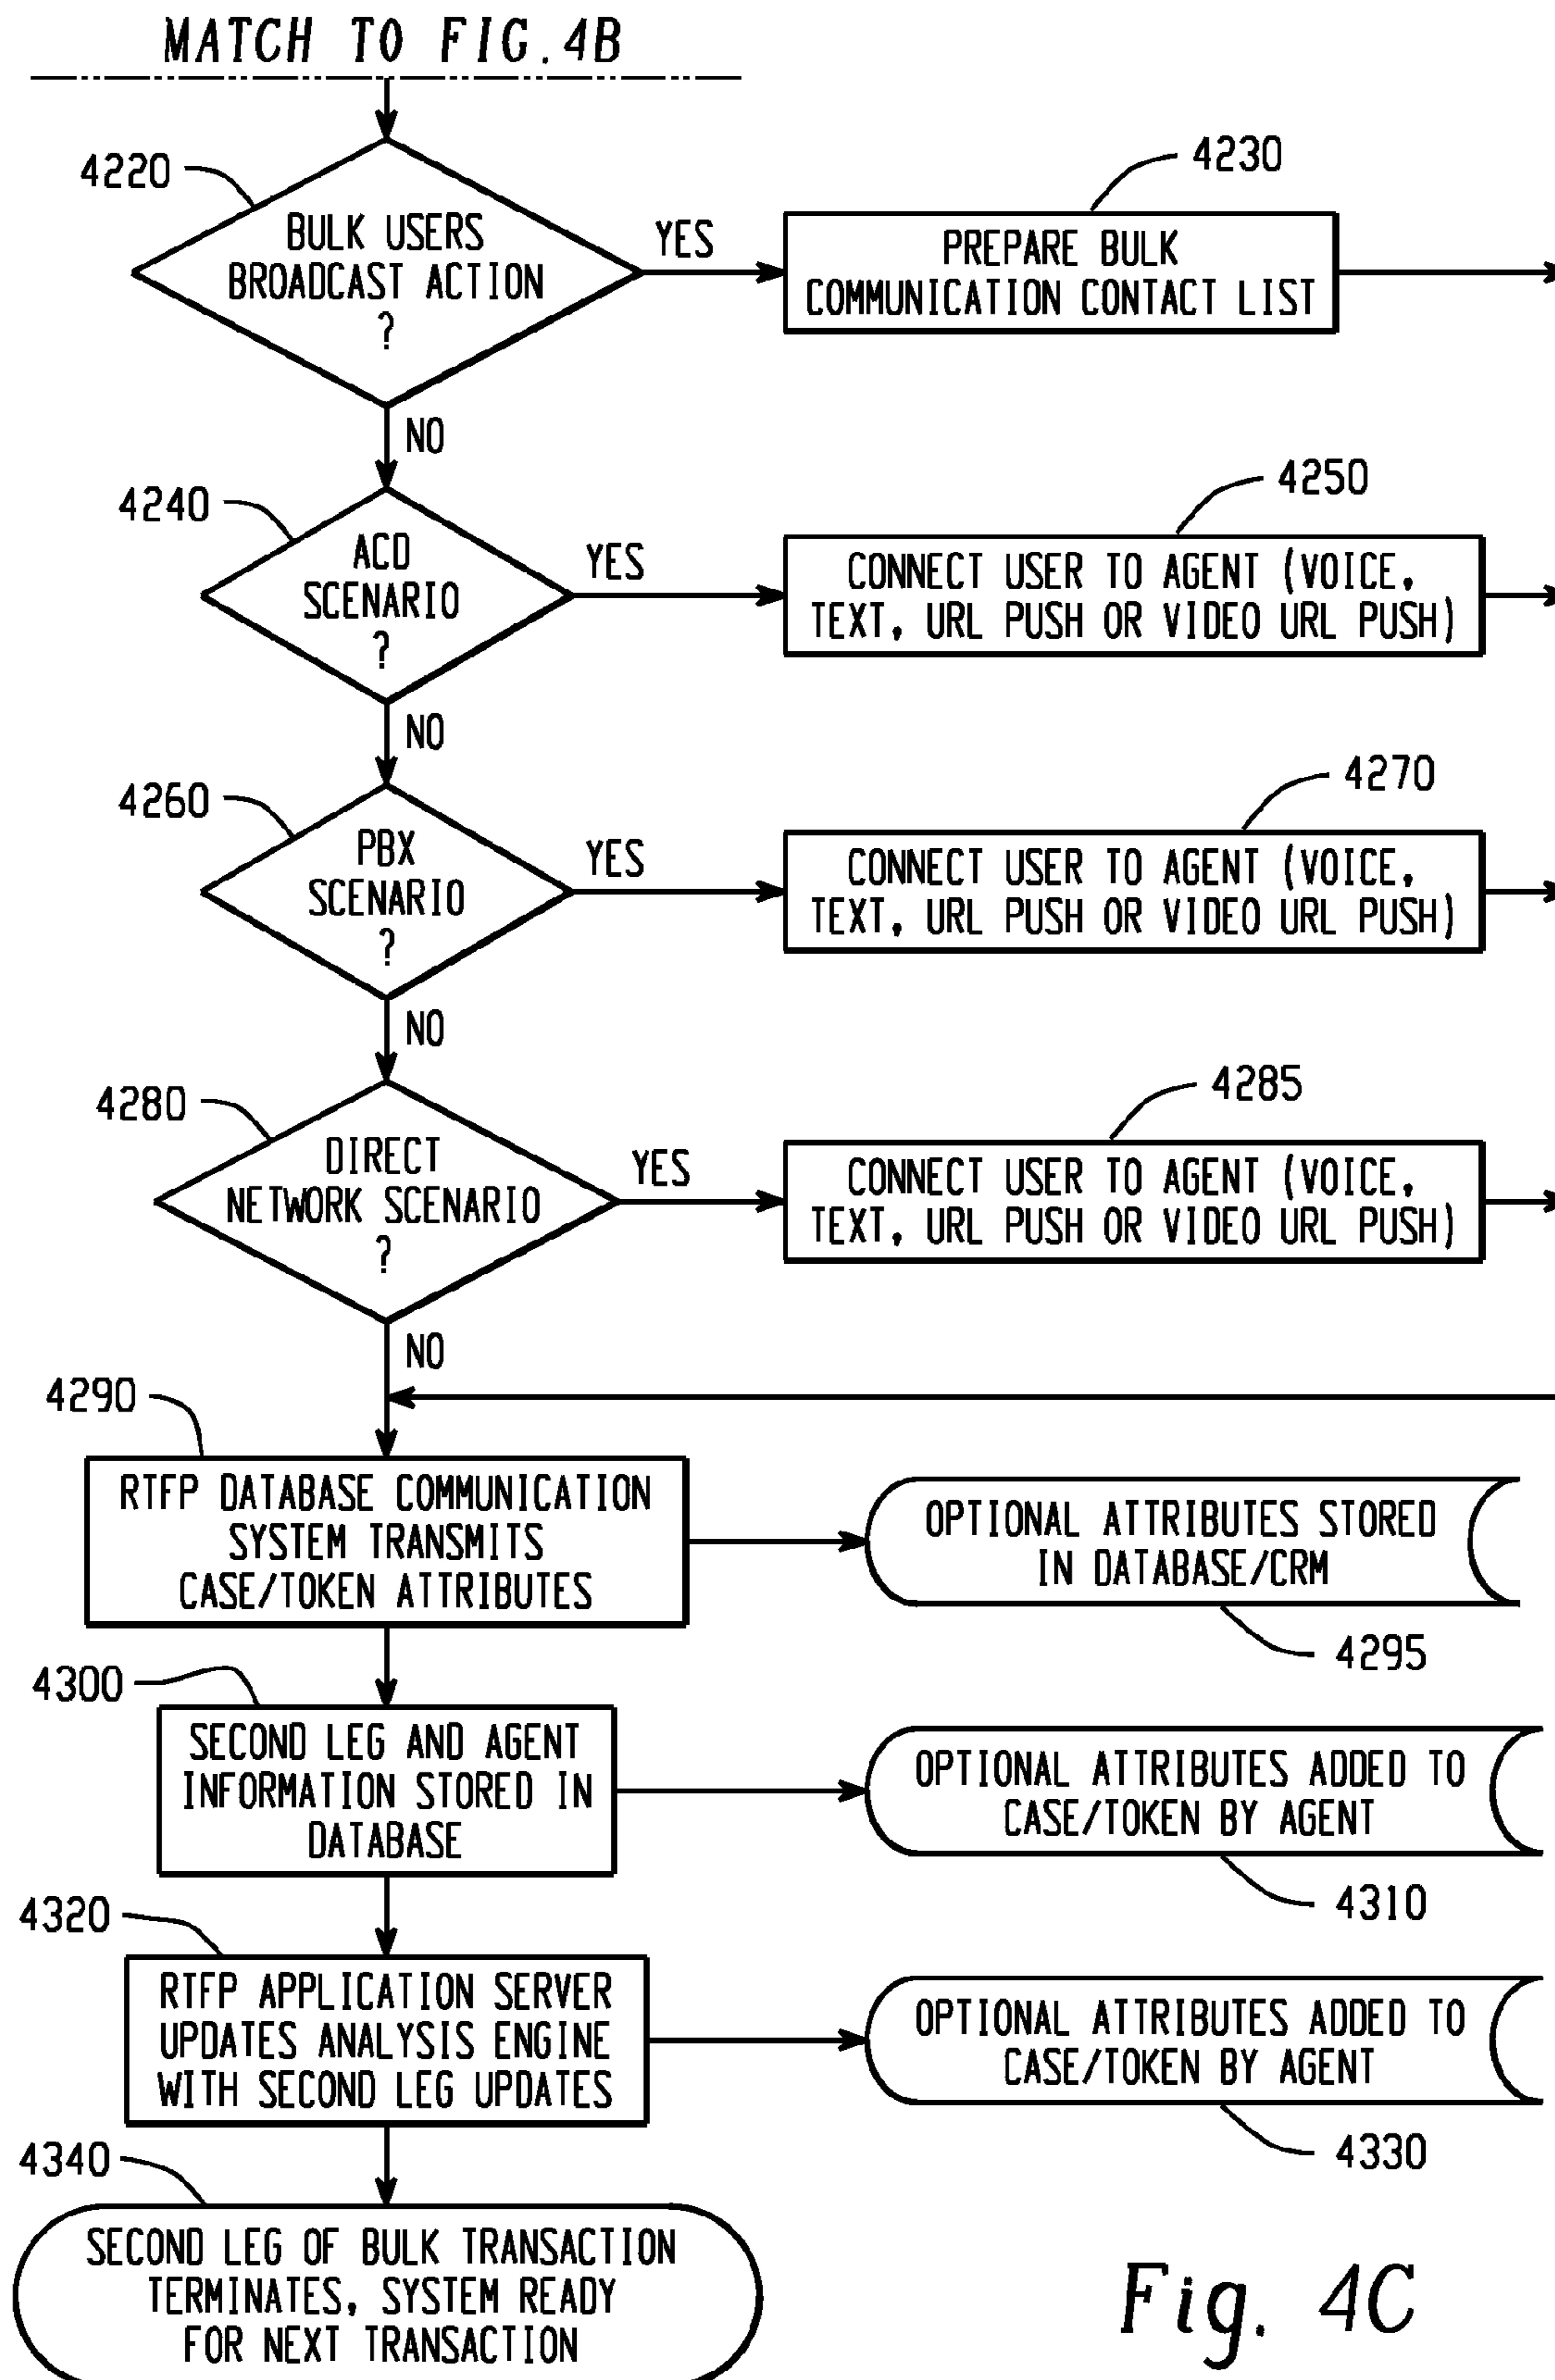 MATCH TO FIG.4B
4220
BULK USERS
BROADCAST ACTION
?
YES
4230
PREPARE BULK
COMMUNICATION CONTACT LIST
NO
4240
ACD
SCENARIO
?
YES
4250
CONNECT USER TO AGENT (VOICE,
TEXT, URL PUSH OR VIDEO URL PUSH)
NO
4260
PBX
SCENARIO
?
YES
4270
CONNECT USER TO AGENT (VOICE,
TEXT, URL PUSH OR VIDEO URL PUSH)
NO
4280
DIRECT
NETWORK SCENARIO
?
YES
4285
CONNECT USER TO AGENT (VOICE,
TEXT, URL PUSH OR VIDEO URL PUSH)
NO
4290
RTFP DATABASE COMMUNICATION
SYSTEM TRANSMITS
CASE/TOKEN ATTRIBUTES
OPTIONAL ATTRIBUTES STORED
IN DATABASE/CRM
4295
4300
SECOND LEG AND AGENT
INFORMATION STORED IN
DATABASE
OPTIONAL ATTRIBUTES ADDED TO
CASE/TOKEN BY AGENT
4310
4320
RTFP APPLICATION SERVER
UPDATES ANALYSIS ENGINE
WITH SECOND LEG UPDATES
OPTIONAL ATTRIBUTES ADDED TO
CASE/TOKEN BY AGENT
4330
4340
SECOND LEG OF BULK TRANSACTION
TERMINATES, SYSTEM READY
FOR NEXT TRANSACTION
Fig. 4C